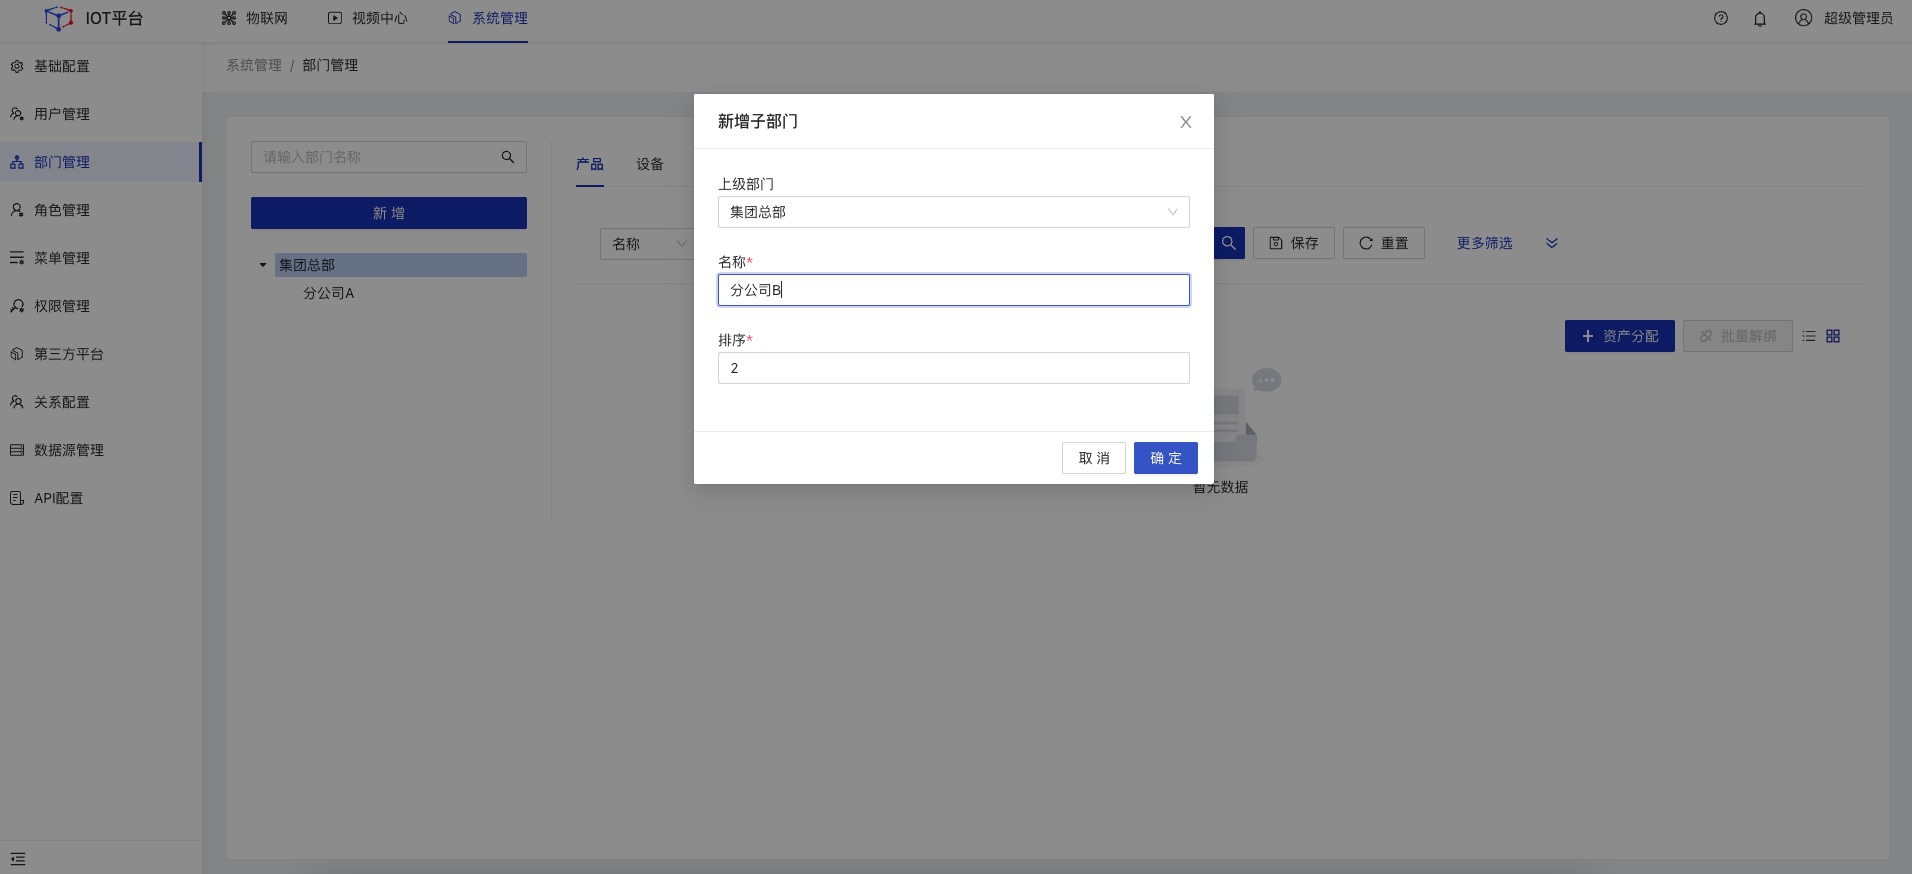 IOT平台
物联网
视频中心
系统管理
超级管理员
基础配置
用户管理
部门管理
角色管理
菜单管理
权限管理
第三方平台
关系配置
数据源管理
API配置
系统管理 / 部门管理
请输入部门名称
新 增
集团总部
分公司A
产品
设备
名称
保存
重置
更多筛选
资产分配
批量解绑
暂无数据
新增子部门
上级部门
集团总部
名称*
分公司B
排序*
2
取 消
确 定